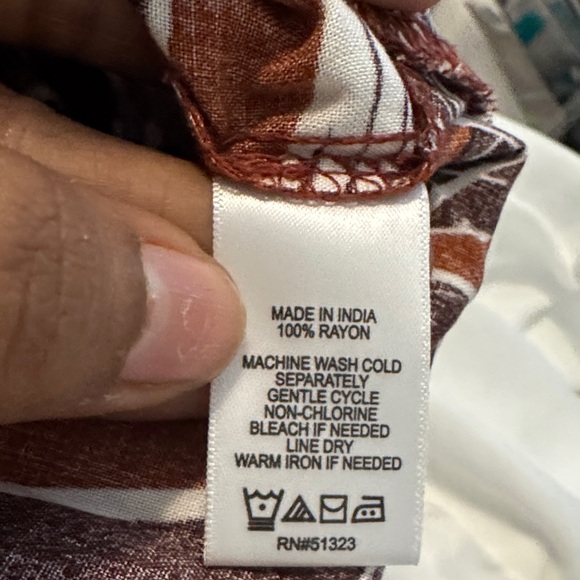 MADE IN INDIA
100% RAYON
MACHINE WASH COLD
SEPARATELY
GENTLE CYCLE
NON-CHLORINE
BLEACH IF NEEDED
LINE DRY
WARM IRON IF NEEDED
RN#51323